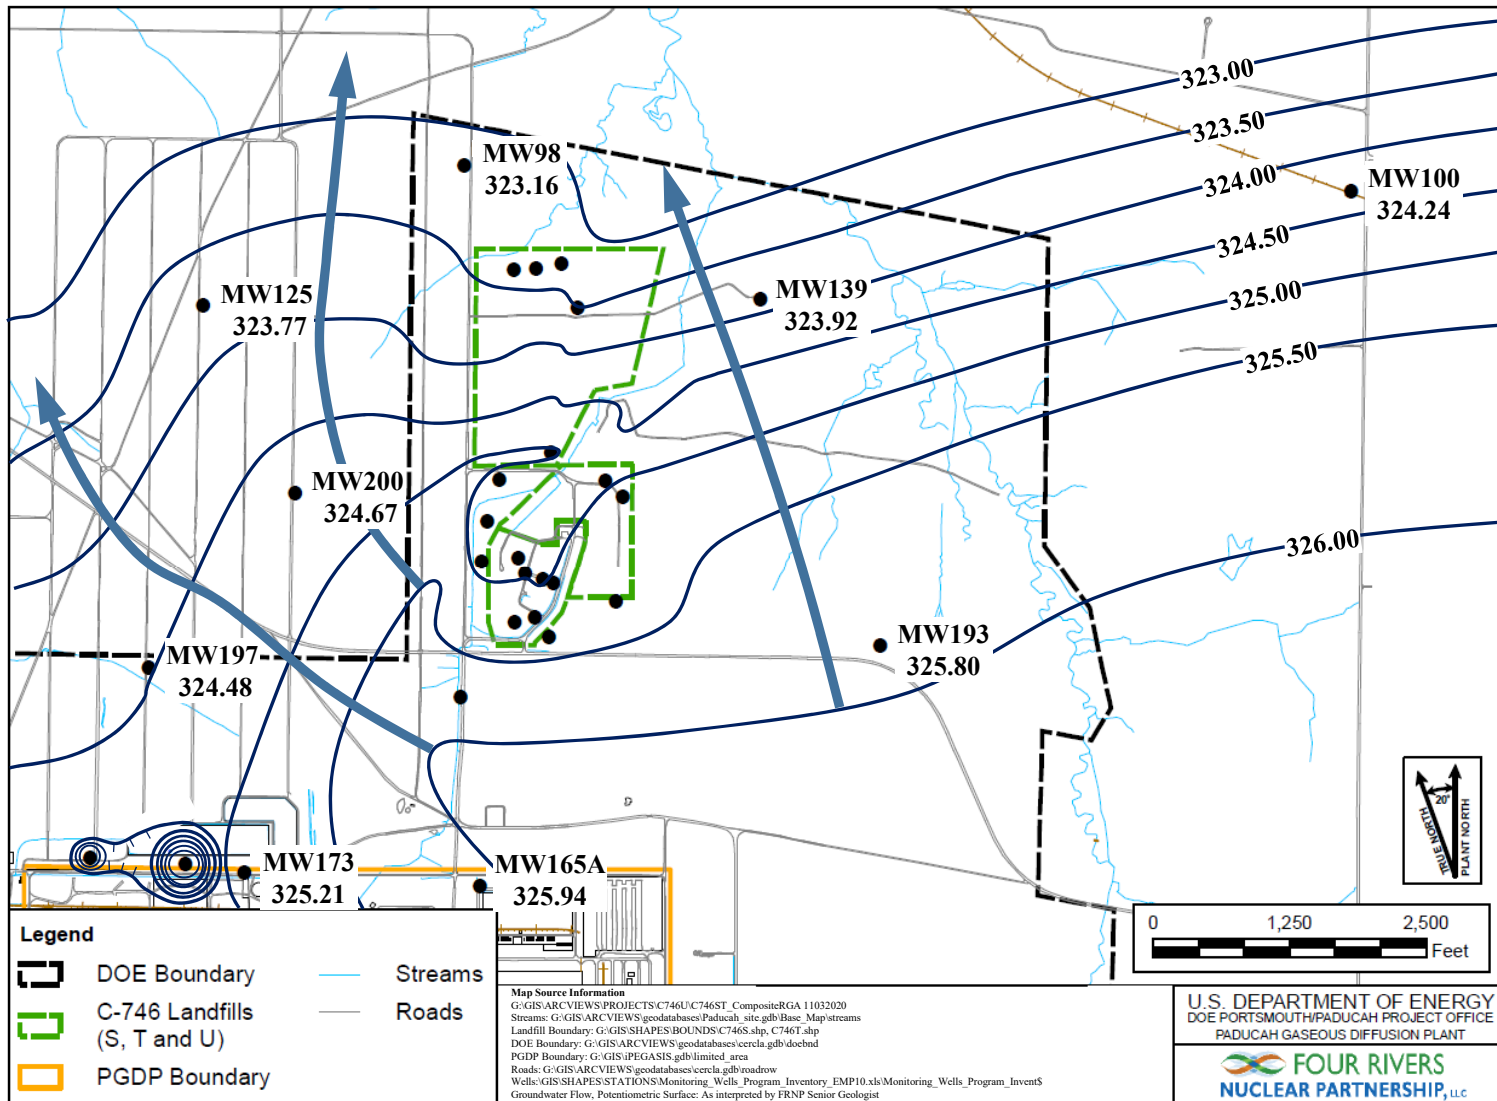 323.00
323.50
324.00
324.50
325.00
325.50
326.00
MW98
323.16
MW100
324.24
MW125
323.77
MW139
323.92
MW200
324.67
MW193
325.80
MW197
324.48
MW173
325.21
MW165A
325.94
20°
TRUE NORTH
PLANT NORTH
0 1,250 2,500
Feet
Legend
DOE Boundary
Streams
C-746 Landfills
(S, T and U)
Roads
PGDP Boundary
Map Source Information
G:\GIS\ARCVIEWS\PROJECTS\C746U\C746ST_CompositeRGA 11032020
Streams: G:\GIS\ARCVIEWS\geodatabases\Paducah_site.gdb\Base_Map\streams
Landfill Boundary: G:\GIS\SHAPES\BOUNDS\C746S.shp, C746T.shp
DOE Boundary: G:\GIS\ARCVIEWS\geodatabases\cercla.gdb\doebnd
PGDP Boundary: G:\GIS\iPEGASIS.gdb\limited_area
Roads: G:\GIS\ARCVIEWS\geodatabases\cercla.gdb\roadrow
Wells:\GIS\SHAPES\STATIONS\Monitoring_Wells_Program_Inventory_EMP10.xls\Monitoring_Wells_Program_Invent$
Groundwater Flow, Potentiometric Surface: As interpreted by FRNP Senior Geologist
U.S. DEPARTMENT OF ENERGY
DOE PORTSMOUTH/PADUCAH PROJECT OFFICE
PADUCAH GASEOUS DIFFUSION PLANT
FOUR RIVERS
NUCLEAR PARTNERSHIP, LLC